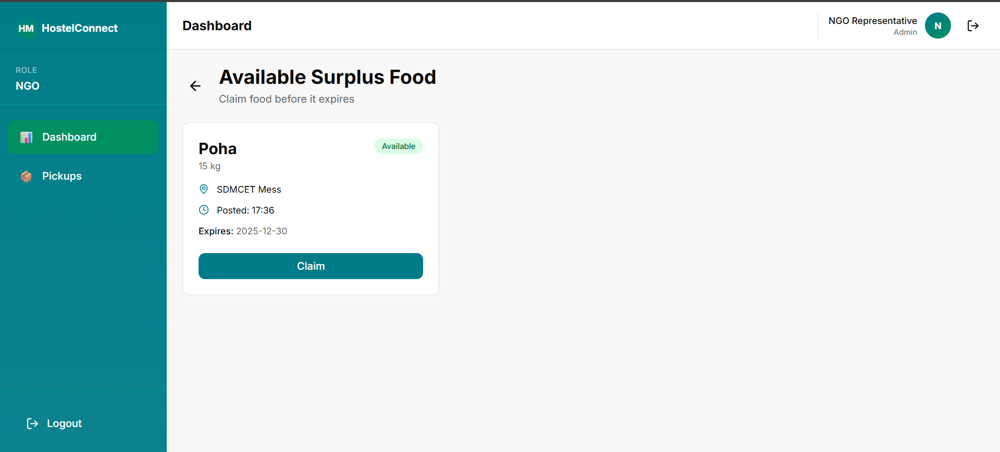 HM HostelConnect
ROLE
NGO
Dashboard
Pickups
Logout
Dashboard
NGO Representative
Admin
N
Available Surplus Food
Claim food before it expires
Poha
Available
15 kg
SDMCET Mess
Posted: 17:36
Expires: 2025-12-30
Claim